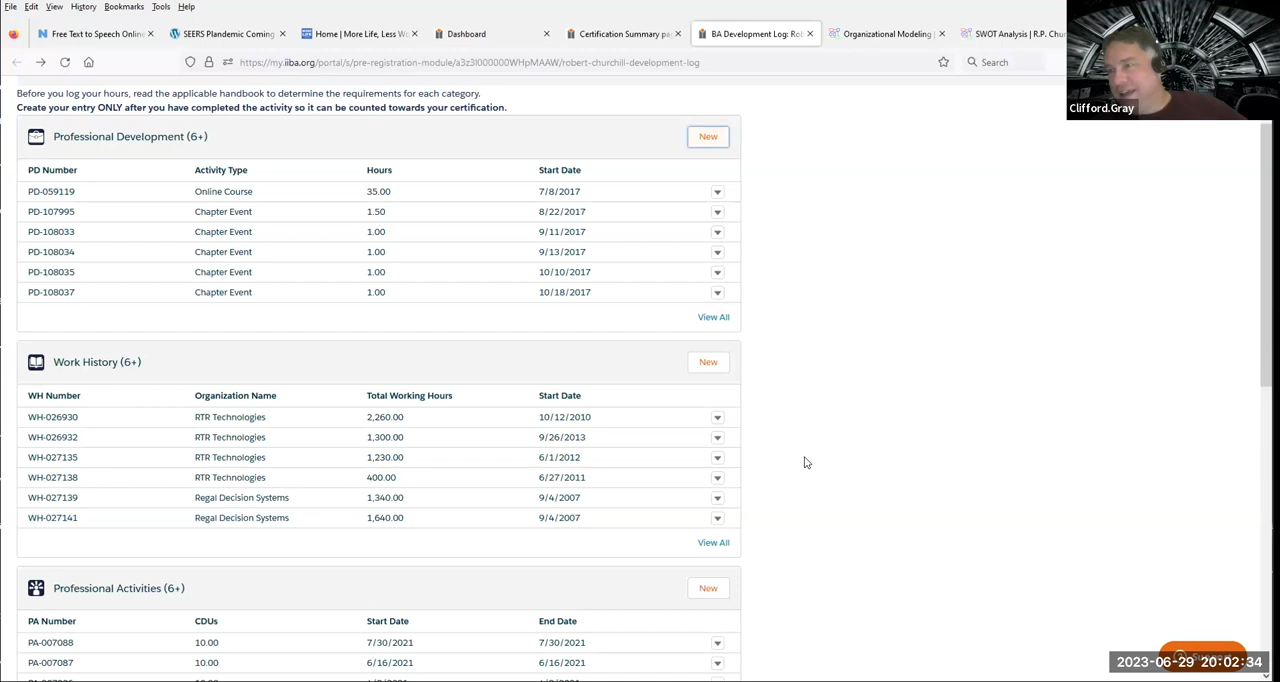 File Edit View History Bookmarks Tools Help
Free Text to Speech Online SEERS Plandemic Coming Home | More Life, Less W Dashboard Certification Summary pa BA Development Log: Ro Organizational Modeling | SWOT Analysis | R.P. Chu
https://my.iiba.org/portal/s/pre-registration-module/a3z3l000000WHpMAAW/robert-churchill-development-log Search
Clifford.Gray
Before you log your hours, read the applicable handbook to determine the requirements for each category.
Create your entry ONLY after you have completed the activity so it can be counted towards your certification.
Professional Development (6+) New
PD Number Activity Type Hours Start Date
PD-059119 Online Course 35.00 7/8/2017
PD-107995 Chapter Event 1.50 8/22/2017
PD-108033 Chapter Event 1.00 9/11/2017
PD-108034 Chapter Event 1.00 9/13/2017
PD-108035 Chapter Event 1.00 10/10/2017
PD-108037 Chapter Event 1.00 10/18/2017
View All
Work History (6+) New
WH Number Organization Name Total Working Hours Start Date
WH-026930 RTR Technologies 2,260.00 10/12/2010
WH-026932 RTR Technologies 1,300.00 9/26/2013
WH-027135 RTR Technologies 1,230.00 6/1/2012
WH-027138 RTR Technologies 400.00 6/27/2011
WH-027139 Regal Decision Systems 1,340.00 9/4/2007
WH-027141 Regal Decision Systems 1,640.00 9/4/2007
View All
Professional Activities (6+) New
PA Number CDUs Start Date End Date
PA-007088 10.00 7/30/2021 7/30/2021
PA-007087 10.00 6/16/2021 6/16/2021
2023-06-29 20:02:34